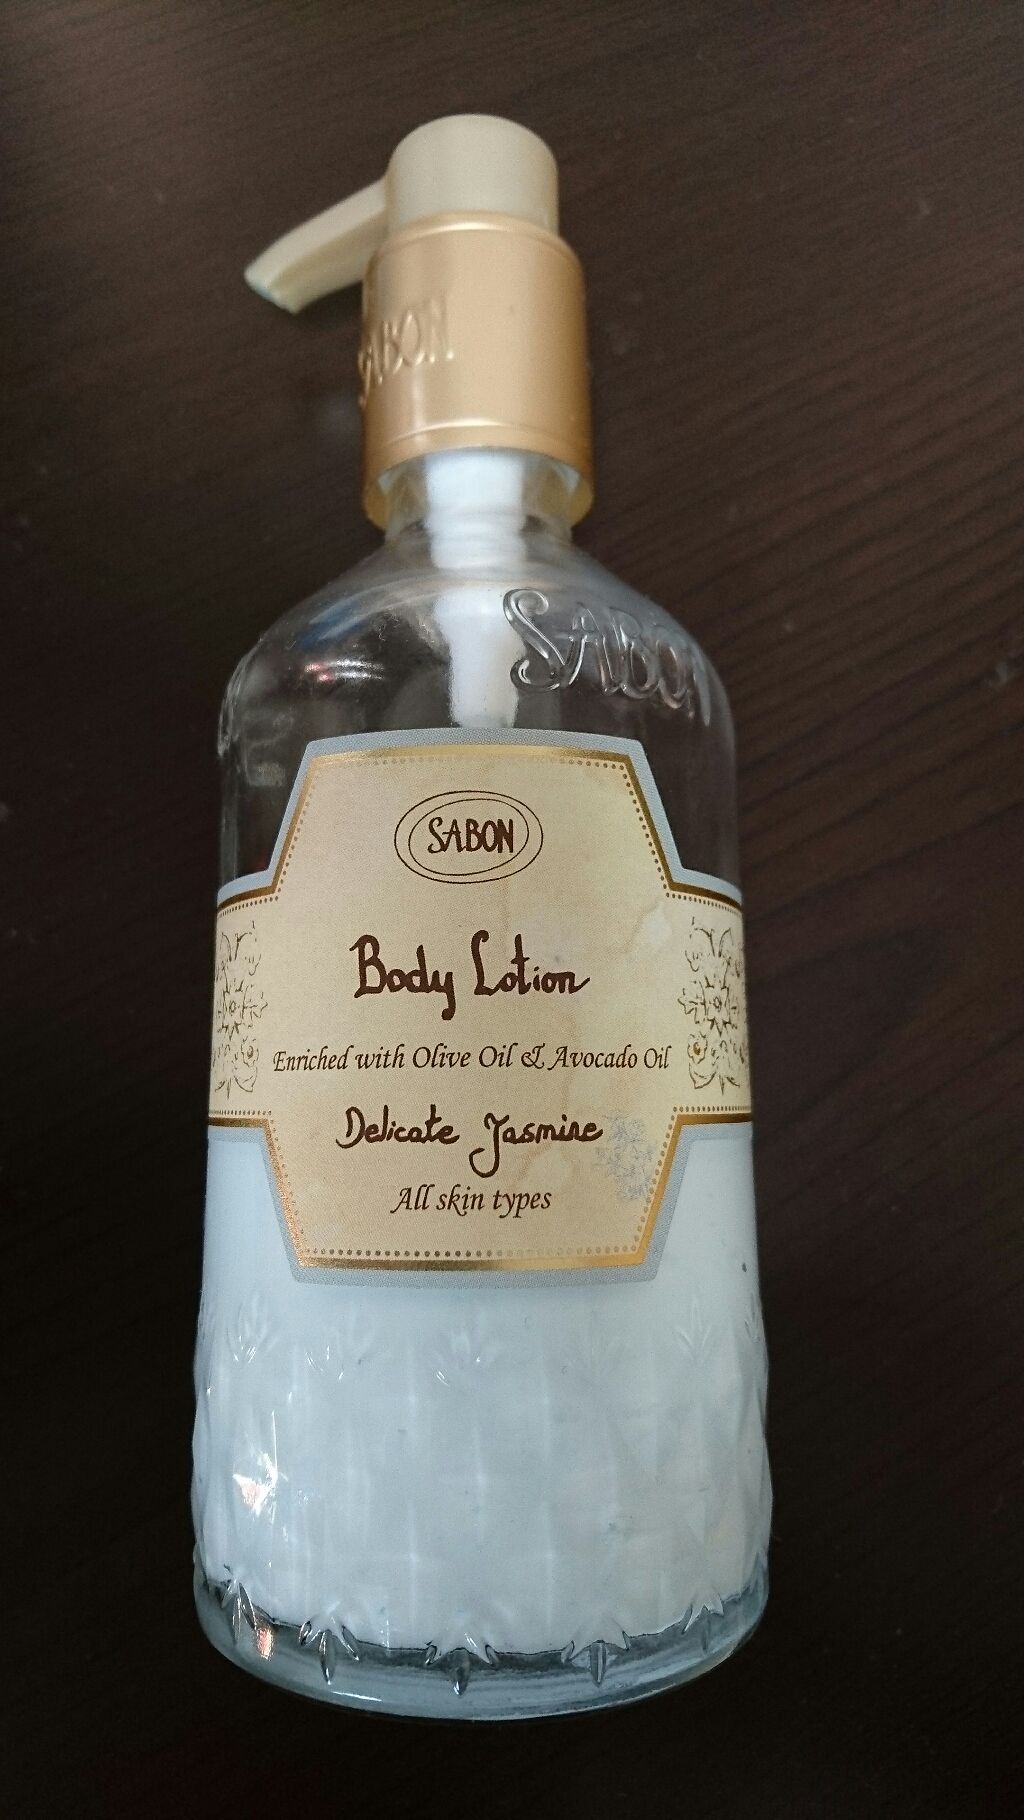 SABON
SABON
SABON
Body Lotion
Enriched with Olive Oil & Avocado Oil
Delicate Jasmine
All skin types